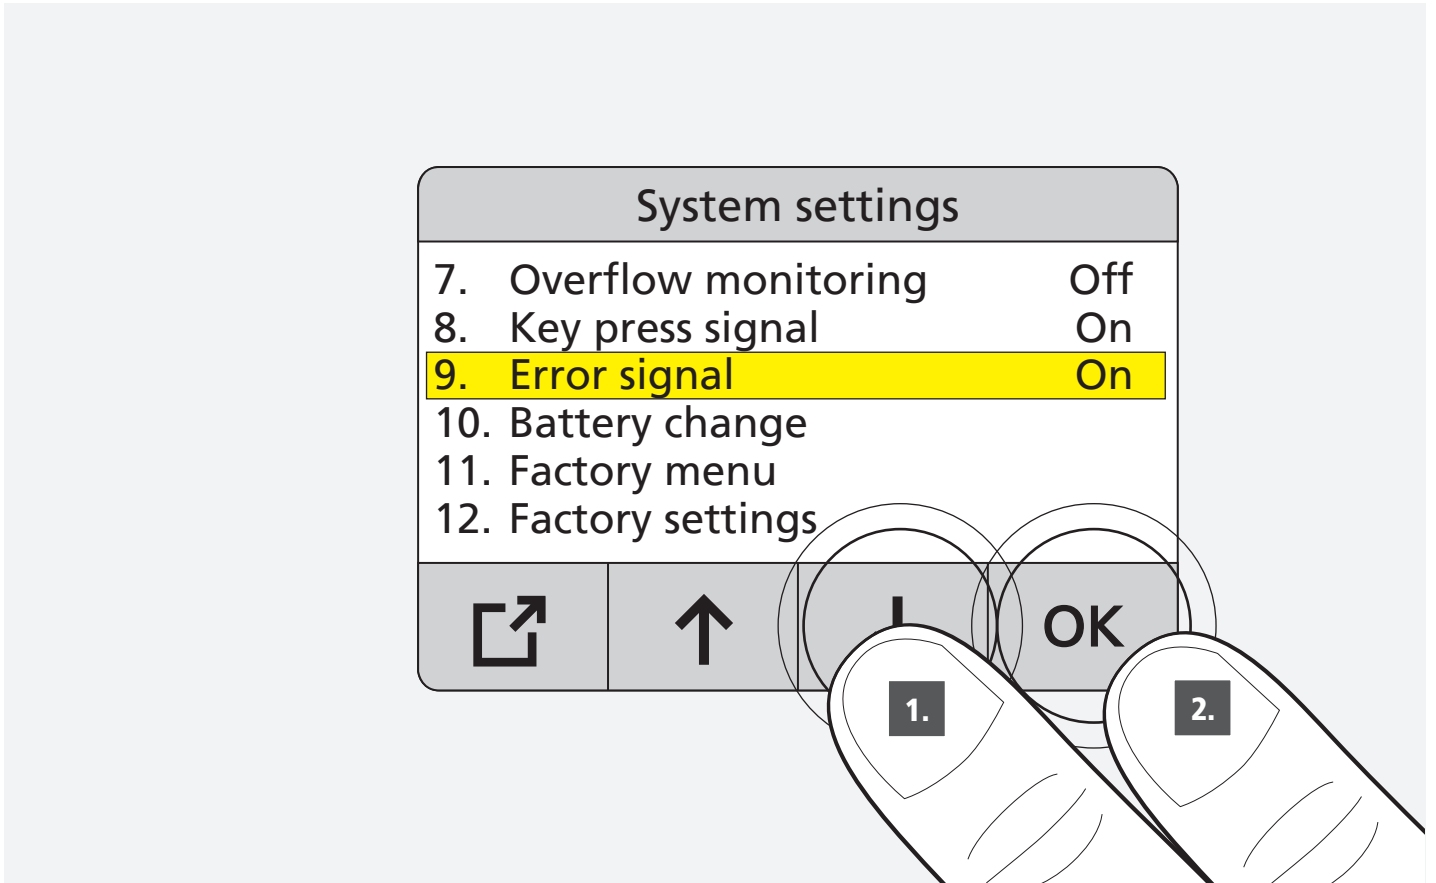 System settings
7. Overflow monitoring Off
8. Key press signal On
9. Error signal On
10. Battery change
11. Factory menu
12. Factory settings
OK
1. 2.